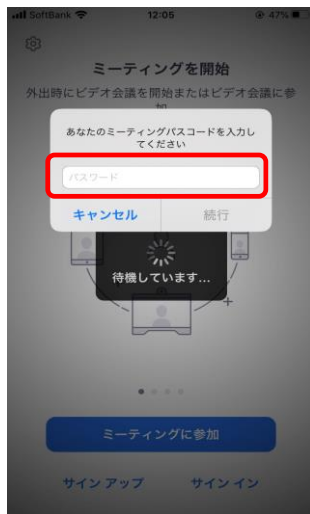 SoftBank 12:05 47%
ミーティングを開始
外出時にビデオ会議を開始またはビデオ会議に参
加
あなたのミーティングパスコードを入力し
てください
パスワード
キャンセル 続行
待機しています...
ミーティングに参加
サインアップ サインイン